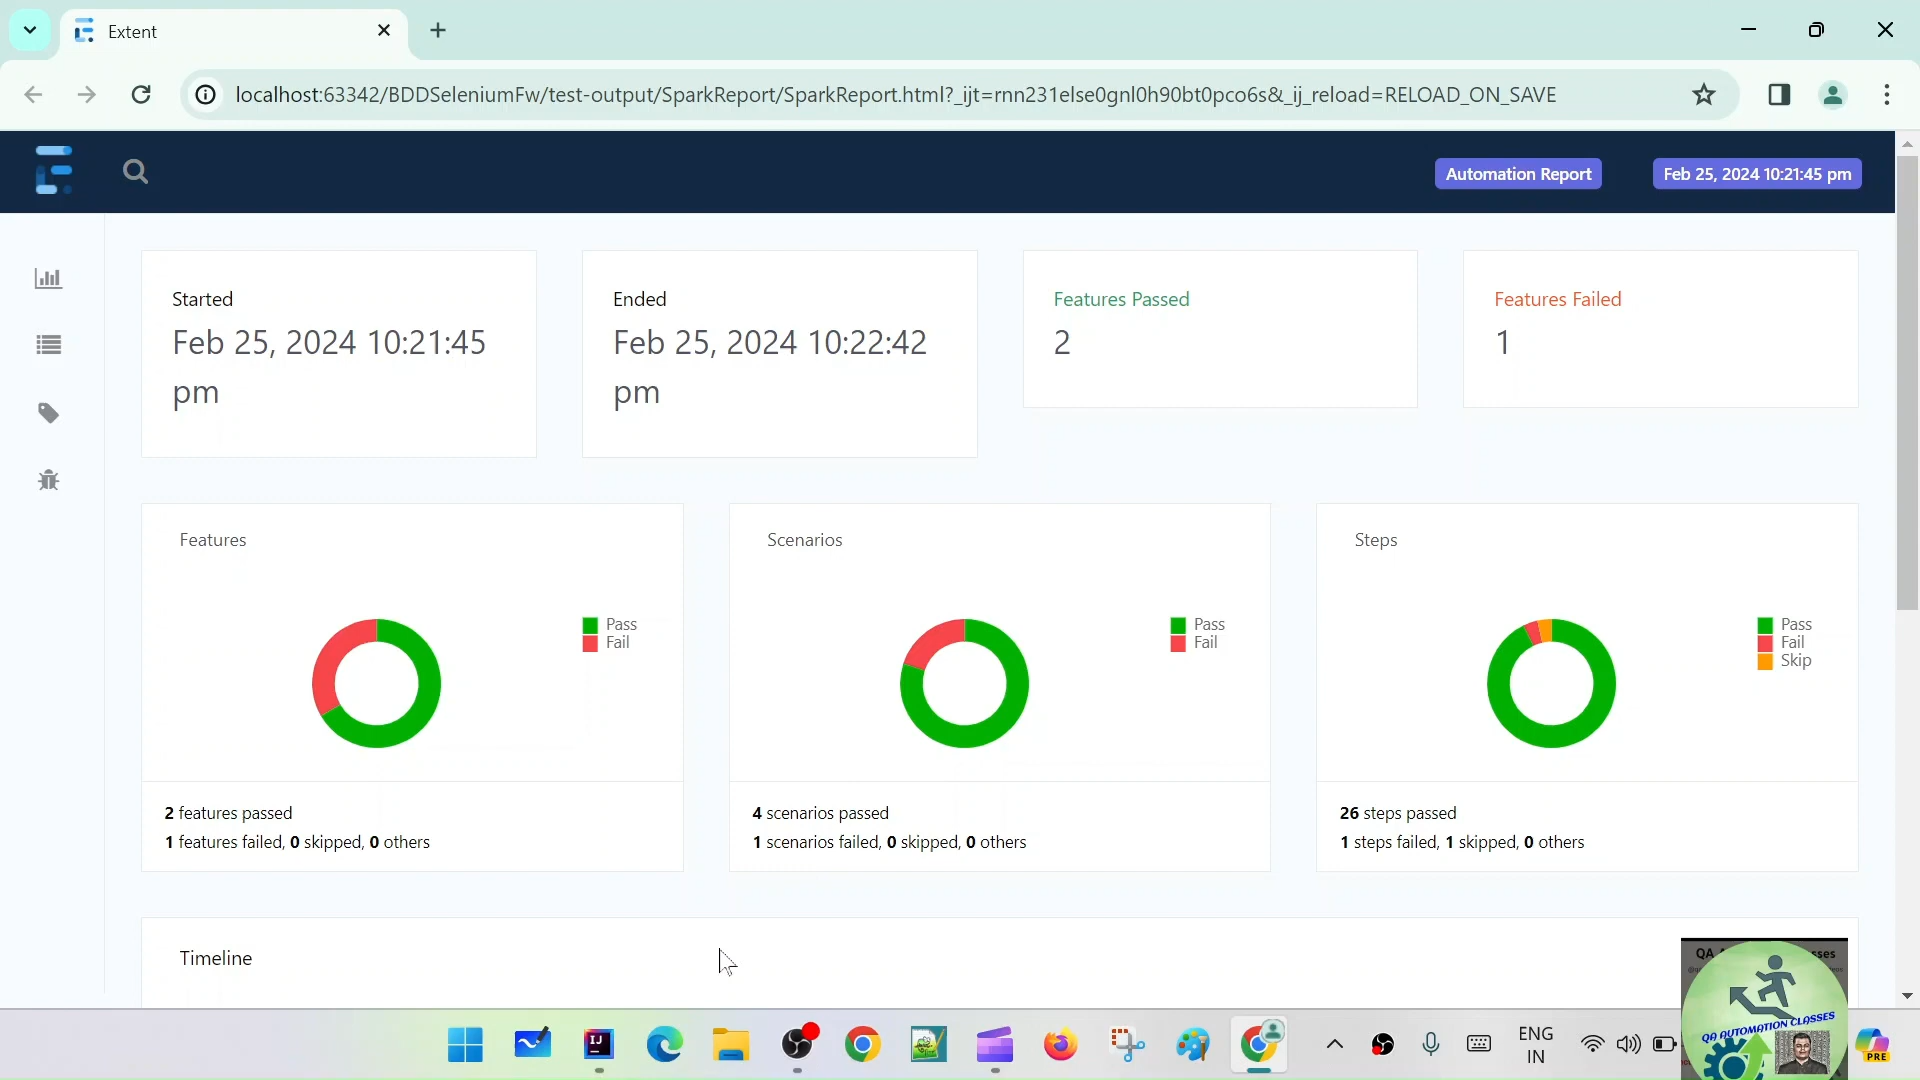 Extent
localhost:63342/BDDSeleniumFw/test-output/SparkReport/SparkReport.html?_ijt=rnn231else0gnl0h90bt0pco6s&_ij_reload=RELOAD_ON_SAVE
Automation Report
Feb 25, 2024 10:21:45 pm
Started
Feb 25, 2024 10:21:45
pm
Ended
Feb 25, 2024 10:22:42
pm
Features Passed
2
Features Failed
1
Features
Pass
Fail
2 features passed
1 features failed, 0 skipped, 0 others
Scenarios
Pass
Fail
4 scenarios passed
1 scenarios failed, 0 skipped, 0 others
Steps
Pass
Fail
Skip
26 steps passed
1 steps failed, 1 skipped, 0 others
Timeline
QA AUTOMATION CLASSES
IJ
ENG
IN
PRE